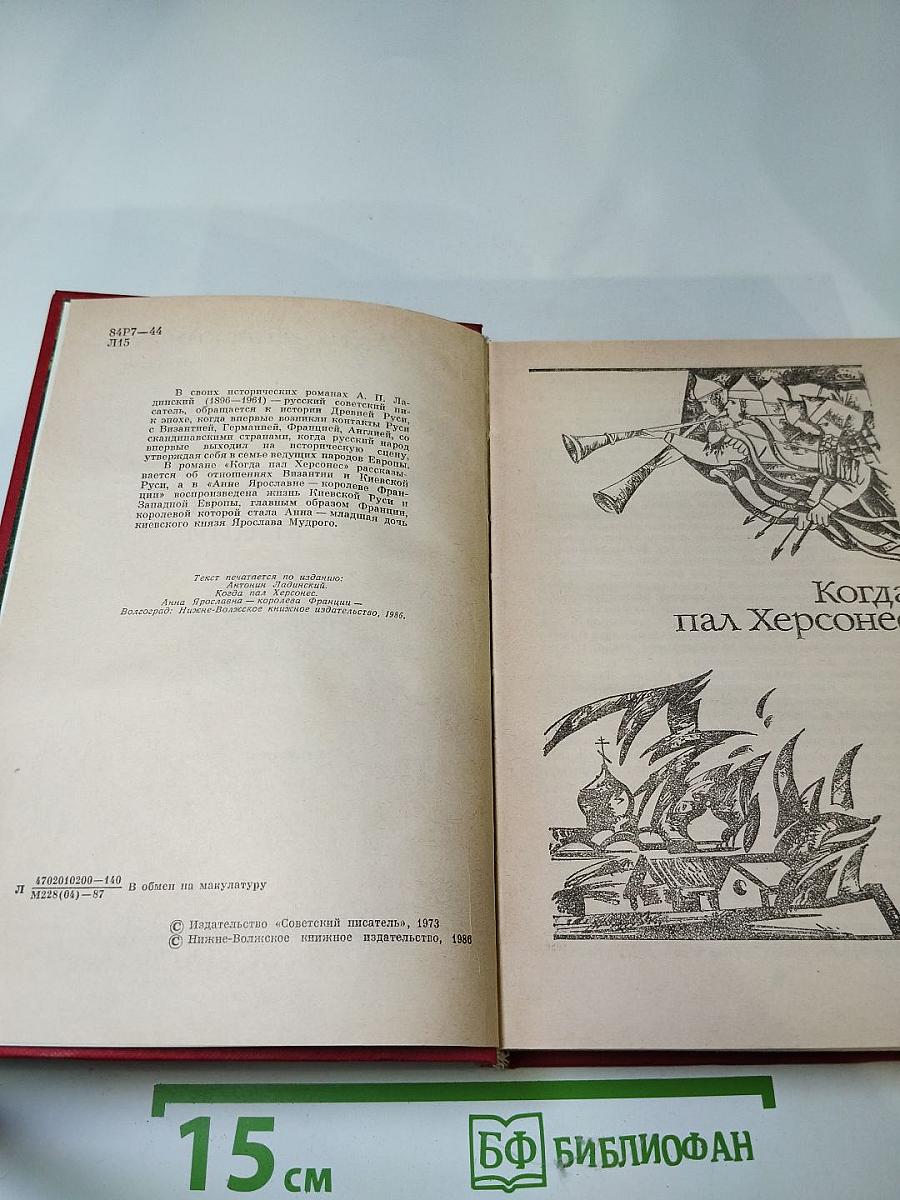 84Р7—44
Л15
В своих исторических романах А. П. Ла-
динский (1896—1961) — русский советский пи-
сатель, обращается к истории Древней Руси,
к эпохе, когда впервые возникли контакты Руси
с Византией, Германией, Францией, Англией, со
скандинавскими странами, когда русский народ
впервые выходил на историческую сцену,
утверждая себя в семье ведущих народов Европы.
В романе «Когда пал Херсонес» рассказы-
вается об отношениях Византии и Киевской
Руси, а в «Анне Ярославне — королеве Фран-
ции» воспроизведена жизнь Киевской Руси и
Западной Европы, главным образом Франции,
королевой которой стала Анна — младшая дочь
киевского князя Ярослава Мудрого.
Текст печатается по изданию:
Антонин Ладинский.
Когда пал Херсонес.
Анна Ярославна — королева Франции —
Волгоград: Нижне-Волжское книжное издательство, 1986.
Л 4702010200—140
М228(04)—87 В обмен на макулатуру
© Издательство «Советский писатель», 1973
© Нижне-Волжское книжное издательство, 1986
Когда
пал Херсонес
15 см
БФ БИБЛИОФАН